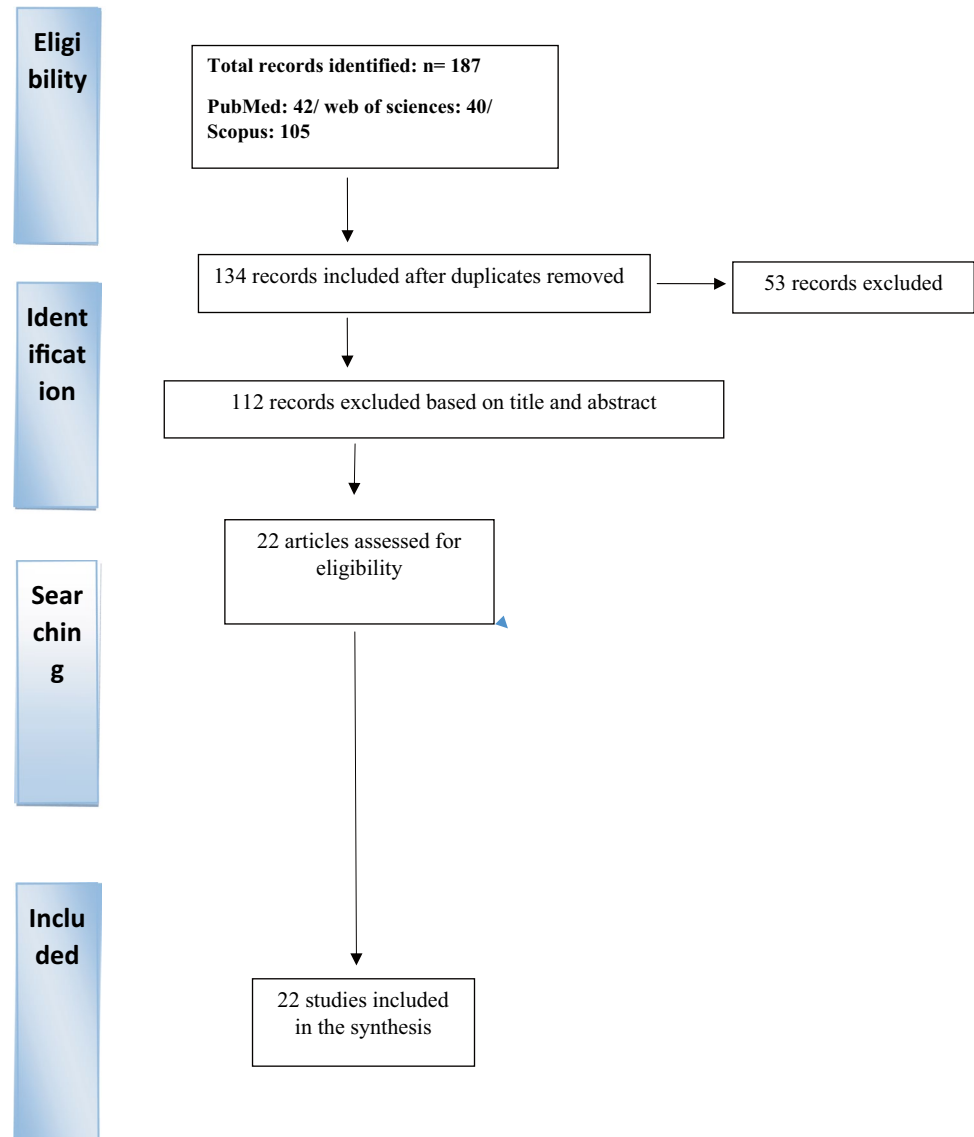 Eligi
bility
Total records identified: n= 187
PubMed: 42/ web of sciences: 40/
Scopus: 105
134 records included after duplicates removed
53 records excluded
Ident
ificat
ion
112 records excluded based on title and abstract
22 articles assessed for
eligibility
Sear
chin
g
Inclu
ded
22 studies included
in the synthesis